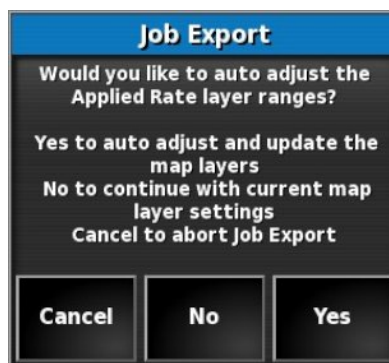 Job Export
Would you like to auto adjust the
Applied Rate layer ranges?
Yes to auto adjust and update the
map layers
No to continue with current map
layer settings
Cancel to abort Job Export
Cancel No Yes